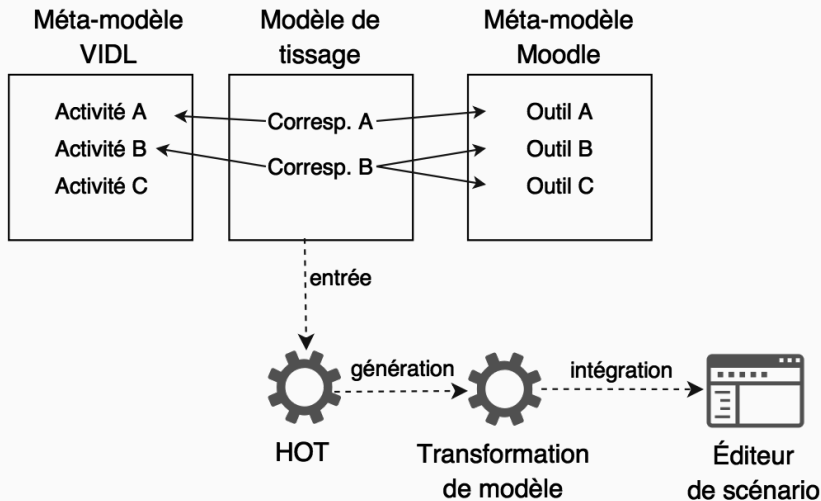 Méta-modèle
VIDL
Modèle de
tissage
Méta-modèle
Moodle
Activité A
Activité B
Activité C
Corresp. A
Corresp. B
Outil A
Outil B
Outil C
entrée
génération
intégration
HOT
Transformation
de modèle
Éditeur
de scénario